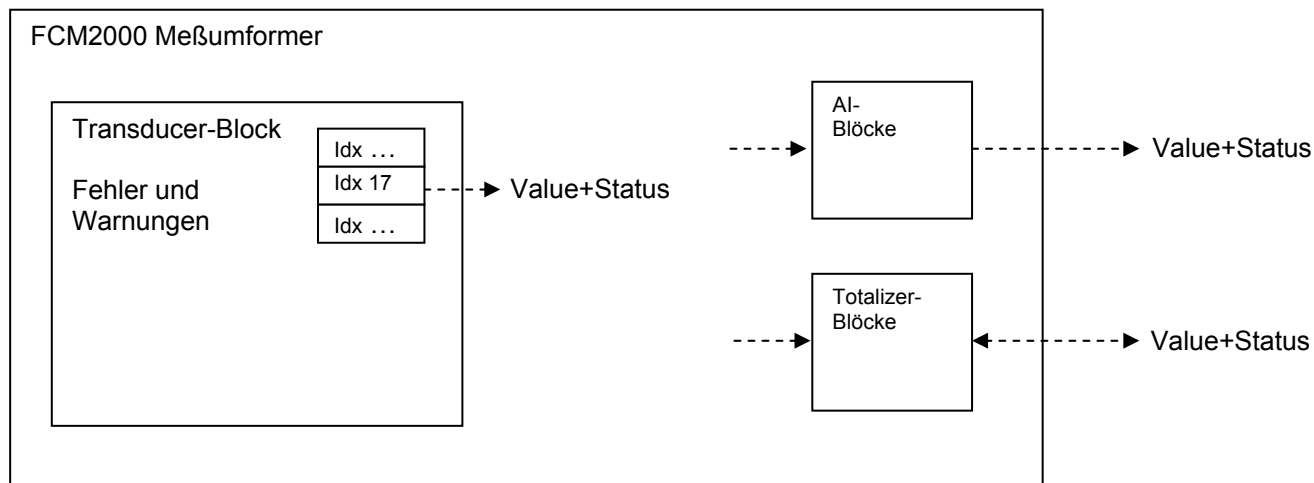 FCM2000 Meßumformer
Transducer-Block
Fehler und
Warnungen
Idx …
Idx 17
Idx …
Value+Status
AI-
Blöcke
Value+Status
Totalizer-
Blöcke
Value+Status